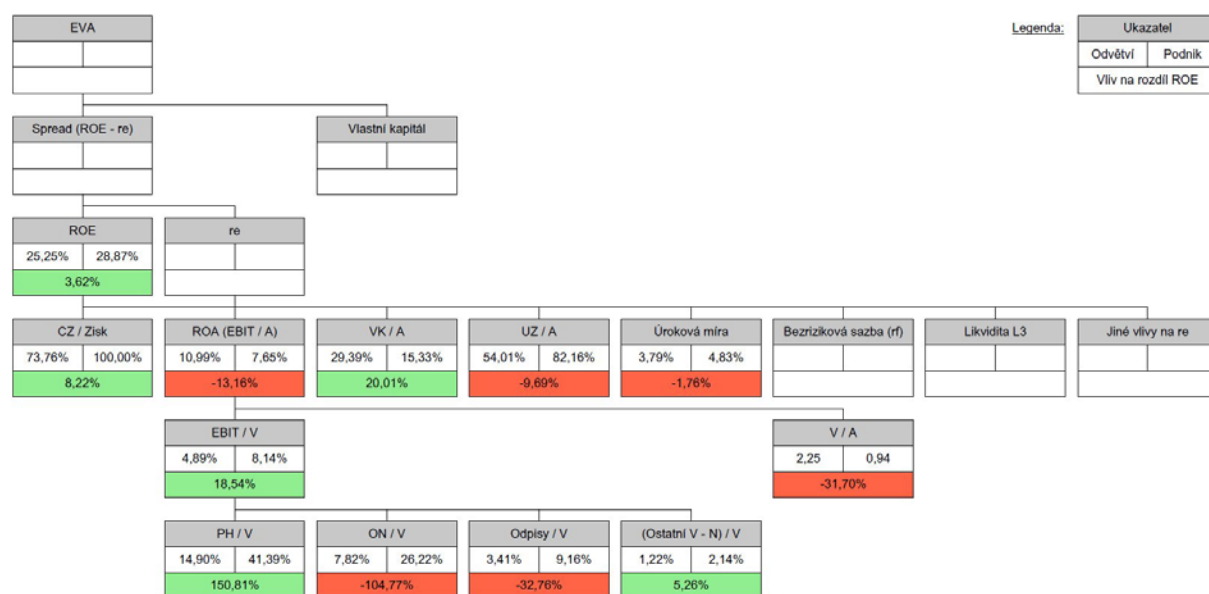 EVA
Legenda:
Ukazatel
Odvětví Podnik
Vliv na rozdíl ROE
Spread (ROE - re) Vlastní kapitál
ROE re
25,25% 28,87%
3,62%
CZ / Zisk ROA (EBIT / A) VK / A UZ / A Úroková míra Bezriziková sazba (rf) Likvidita L3 Jiné vlivy na re
73,76% 100,00% 10,99% 7,65% 29,39% 15,33% 54,01% 82,16% 3,79% 4,83%
8,22% -13,16% 20,01% -9,69% -1,76%
EBIT / V V / A
4,89% 8,14% 2,25 0,94
18,54% -31,70%
PH / V ON / V Odpisy / V (Ostatní V - N) / V
14,90% 41,39% 7,82% 26,22% 3,41% 9,16% 1,22% 2,14%
150,81% -104,77% -32,76% 5,26%